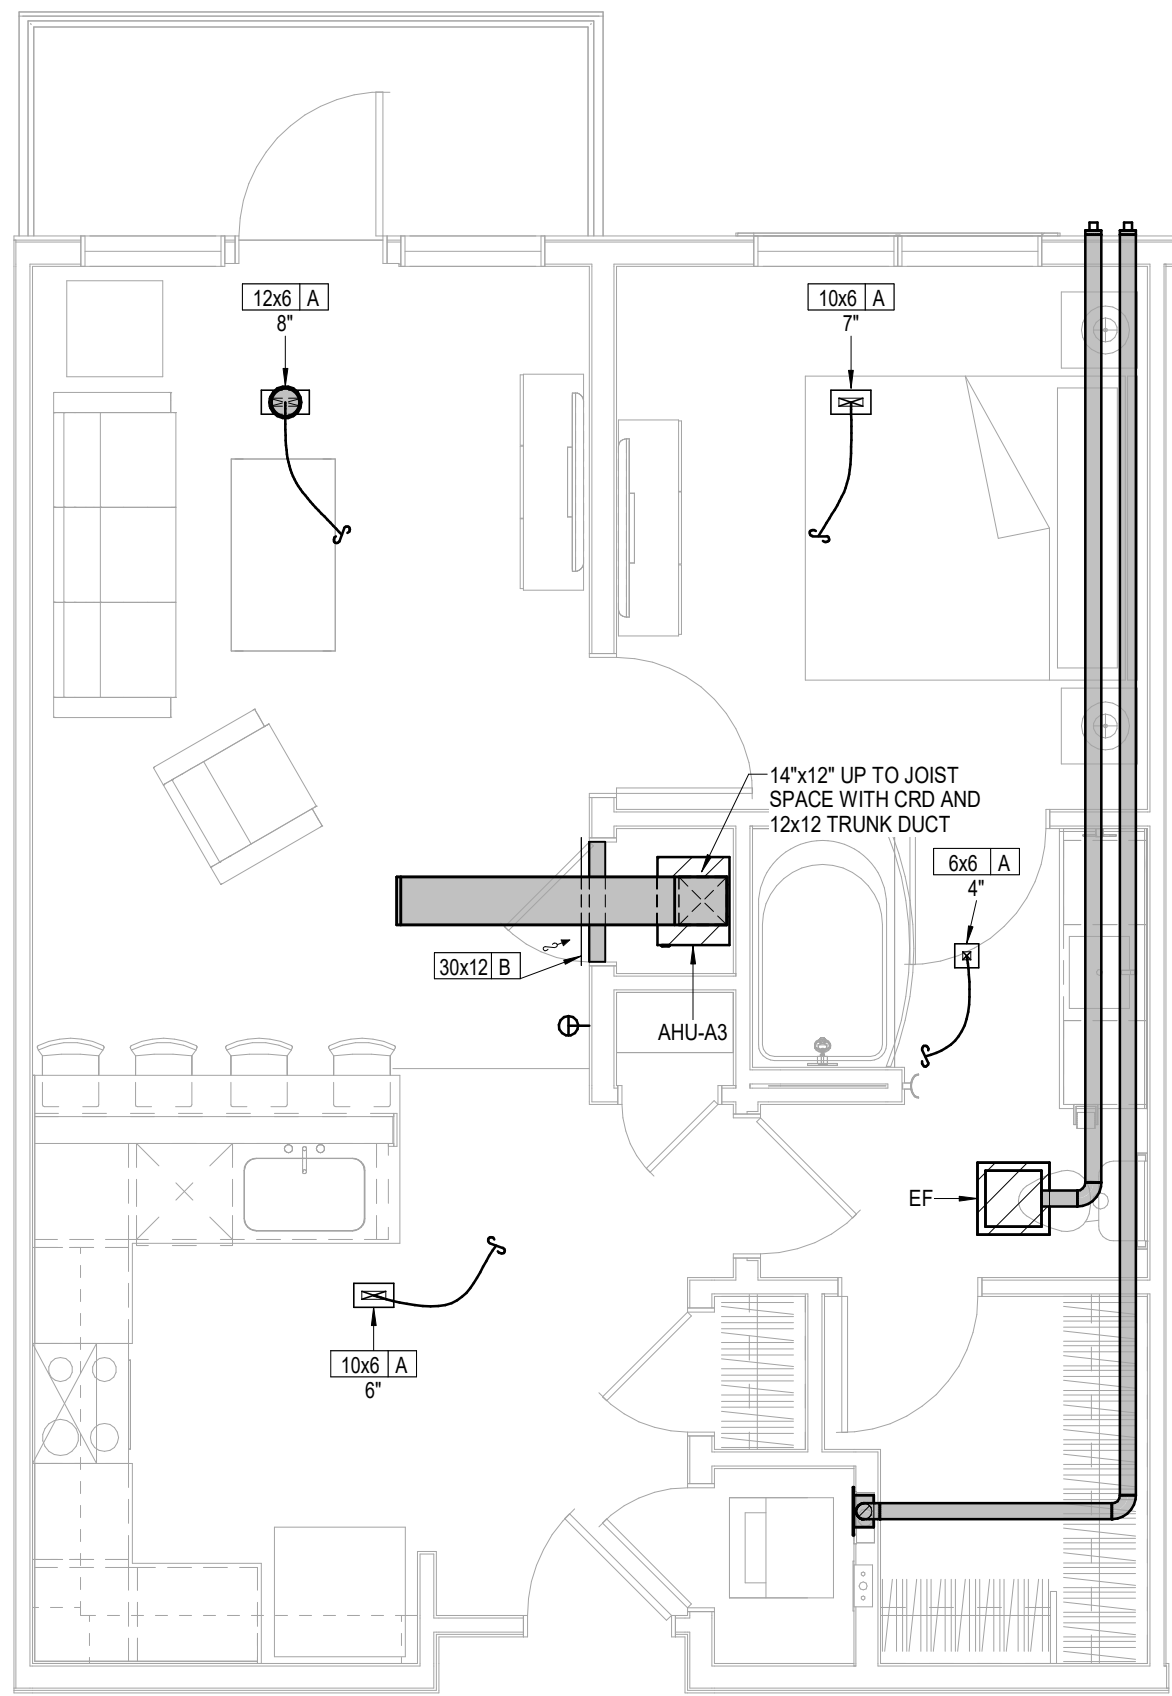 12x6 A
8"
10x6 A
7"
14"x12" UP TO JOIST
SPACE WITH CRD AND
12x12 TRUNK DUCT
6x6 A
4"
30x12 B
AHU-A3
EF
10x6 A
6"